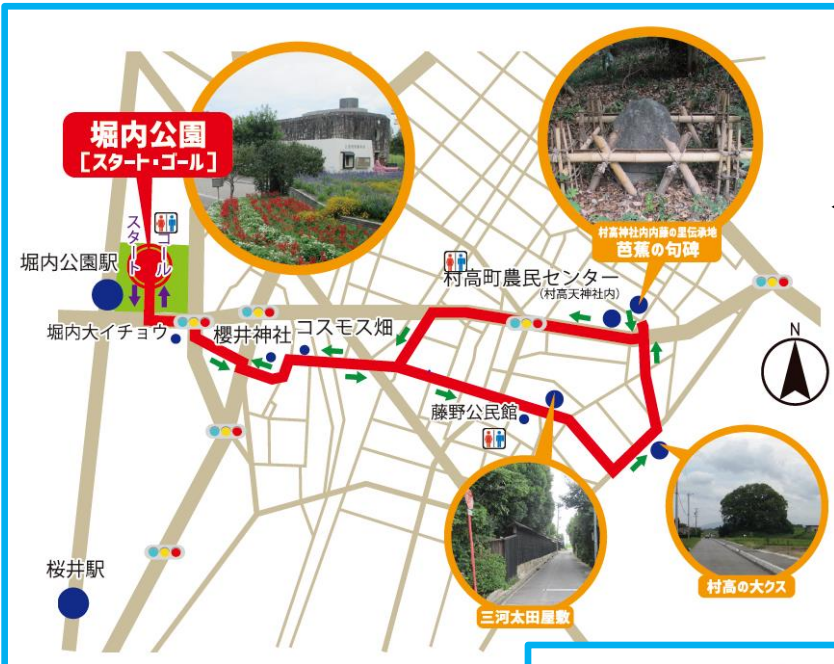 堀内公園
[スタート・ゴール]
スタート
ゴール
堀内公園駅
堀内大イチョウ
櫻井神社
コスモス畑
村高町農民センター
(村高天神社内)
村高神社内内藤の里伝承地
芭蕉の句碑
N
藤野公民館
三河太田屋敷
村高の大クス
桜井駅